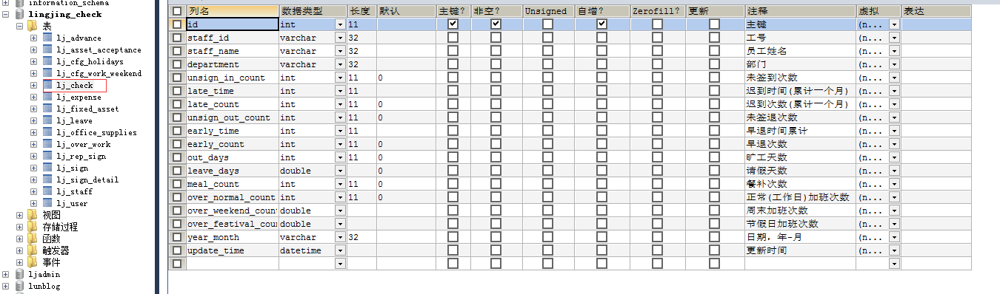 information_schema
lingjing_check
表
lj_advance
lj_asset_acceptance
lj_cfg_holidays
lj_cfg_work_weekend
lj_check
lj_expense
lj_fixed_asset
lj_leave
lj_office_supplies
lj_over_work
lj_rep_sign
lj_sign
lj_sign_detail
lj_staff
lj_user
视图
存储过程
函数
触发器
事件
ljadmin
lunblog
列名 数据类型 长度 默认 主键? 非空? Unsigned 自增? Zerofill? 更新 注释 虚拟 表达
id int 11 主键 (n...
staff_id varchar 32 工号 (n...
staff_name varchar 32 员工姓名 (n...
department varchar 32 部门 (n...
unsign_in_count int 11 0 未签到次数 (n...
late_time int 11 迟到时间(累计一个月) (n...
late_count int 11 0 迟到次数(累计一个月) (n...
unsign_out_count int 11 0 未签退次数 (n...
early_time int 11 早退时间累计 (n...
early_count int 11 0 早退次数 (n...
out_days int 11 0 旷工天数 (n...
leave_days double 0 请假天数 (n...
meal_count int 11 0 餐补次数 (n...
over_normal_count int 11 0 正常(工作日)加班次数 (n...
over_weekend_coun double 周末加班次数 (n...
over_festival_cou double 节假日加班次数 (n...
year_month varchar 32 日期, 年-月 (n...
update_time datetime 更新时间 (n...
(n...